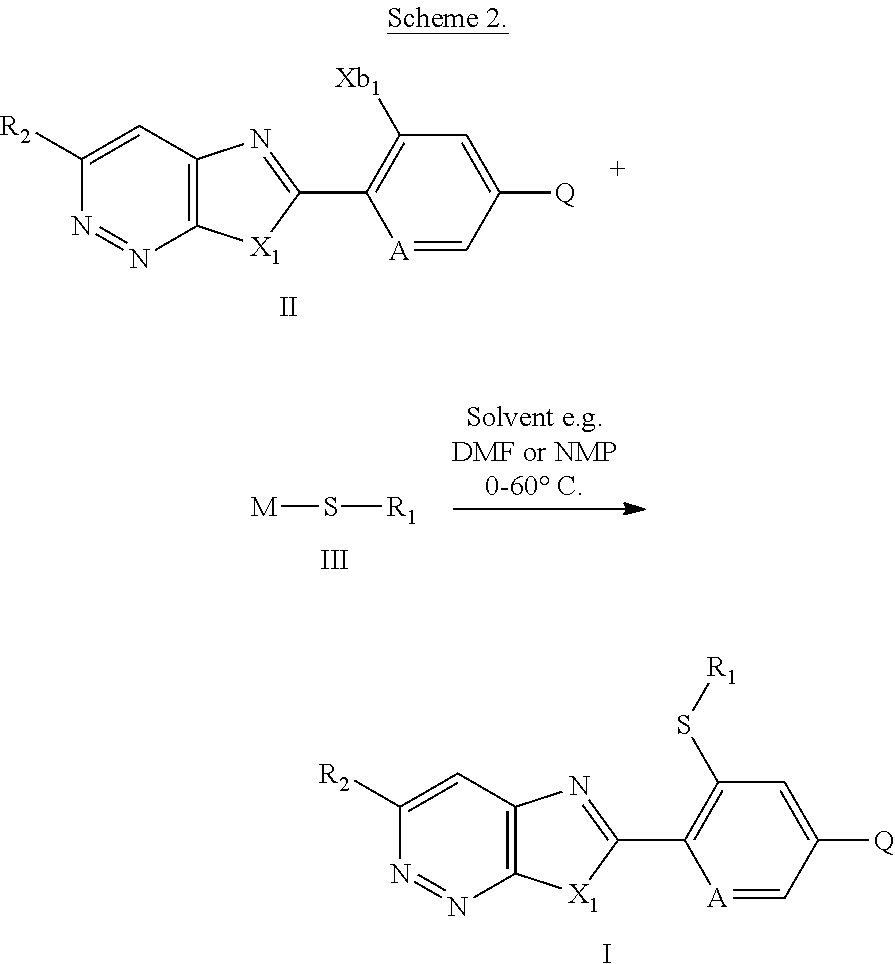 Scheme 2.
Xb1
R2
N
N
N
X1
A
Q
+
II
M S R1
III
Solvent e.g.
DMF or NMP
0-60° C.
R1
S
R2
N
N
N
X1
A
Q
I